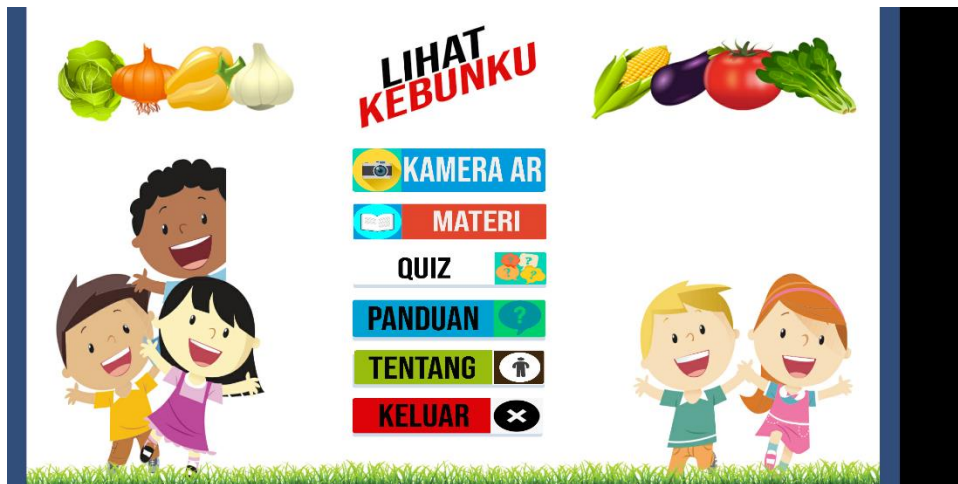 LIHAT
KEBUNKU
KAMERA AR
MATERI
QUIZ
PANDUAN
TENTANG
KELUAR